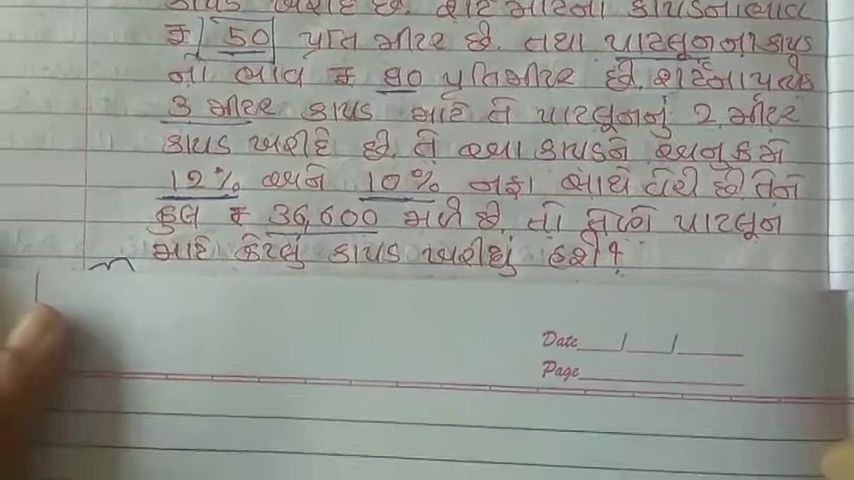 કાપડ ખરીદે છે. શર્ટ માટેના કાપડનો ભાવ
₹ 50 પ્રતિ મીટર છે. તથા પાટલૂનના કાપડ
નો ભાવ ₹ 90 પ્રતિમીટર છે. શર્ટના પ્રત્યેક
3 મીટર કાપડ માટે તે પાટલૂનનું 2 મીટર
કાપડ ખરીદે છે. તે આ કાપડને અનુક્રમે
12% અને 10% નફા સાથે વેચે છે. તેને
કુલ ₹ 36,600 મળે છે. તો તેણે પાટલૂન
માટે કેટલું કાપડ ખરીધું હશે?
Date / /
Page